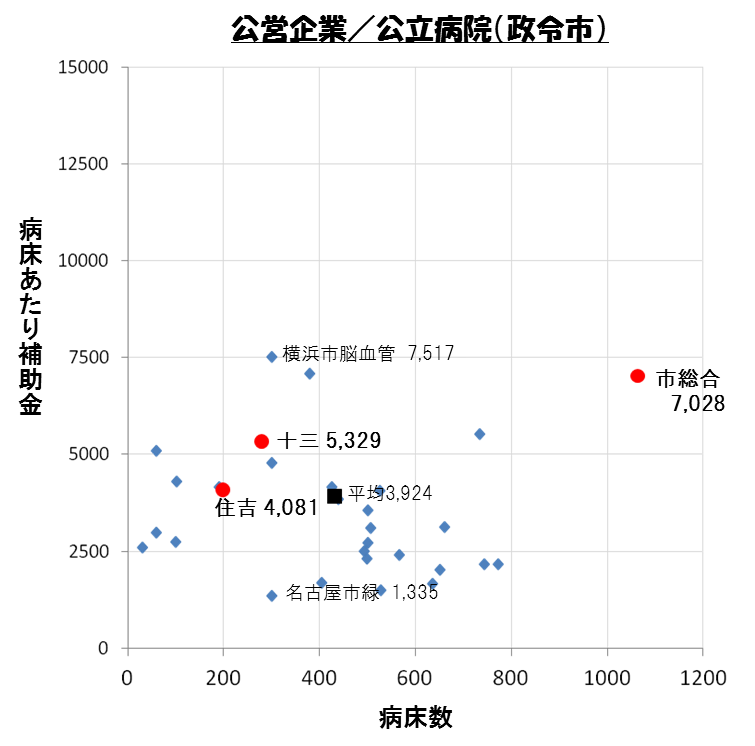 公営企業／公立病院（政令市）
15000
12500
10000
7500
5000
2500
0
病床あたり補助金
横浜市脳血管 7,517
市総合
7,028
十三 5,329
平均3,924
住吉 4,081
名古屋市緑 1,335
0 200 400 600 800 1000 1200
病床数